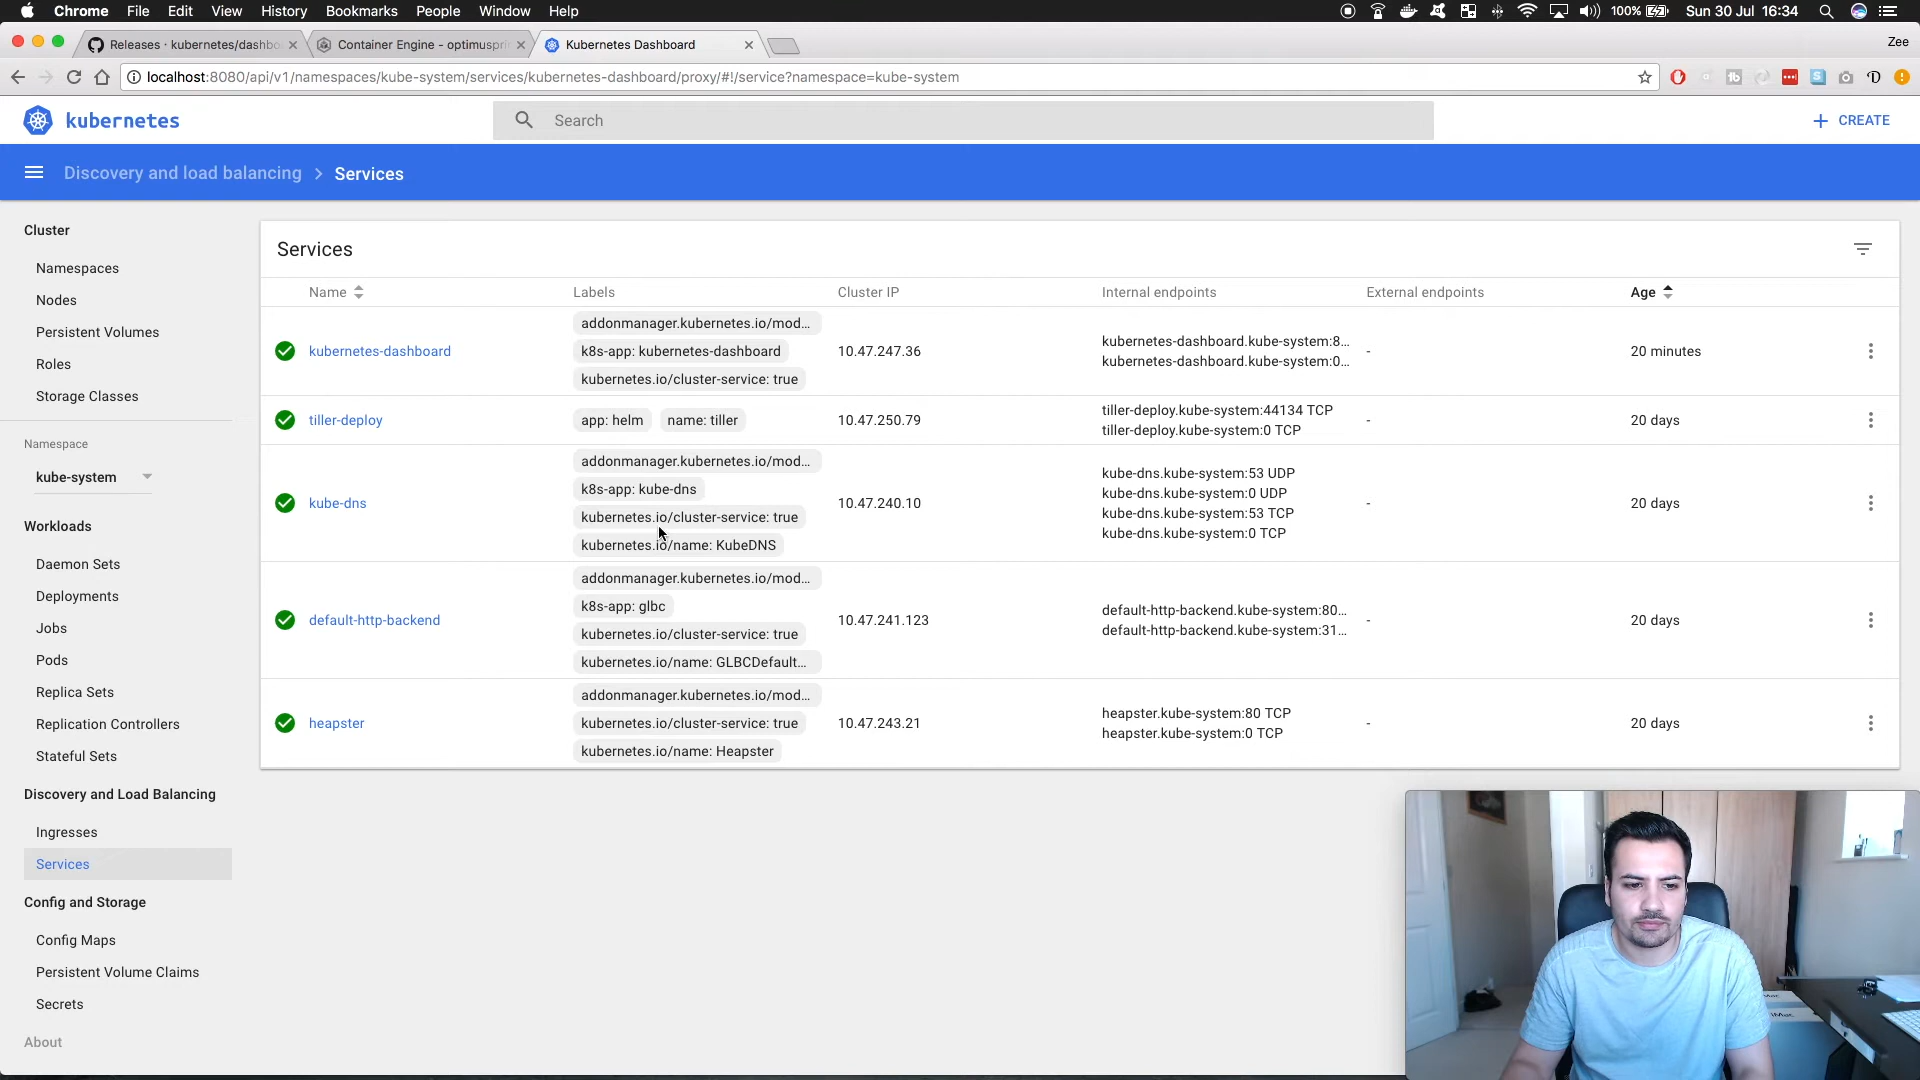 Chrome File Edit View History Bookmarks People Window Help 100% Sun 30 Jul 16:34
Releases · kubernetes/dashbo Container Engine - optimuspri Kubernetes Dashboard Zee
localhost:8080/api/v1/namespaces/kube-system/services/kubernetes-dashboard/proxy/#!/service?namespace=kube-system
kubernetes Search + CREATE
Discovery and load balancing > Services
Cluster
Namespaces
Nodes
Persistent Volumes
Roles
Storage Classes
Namespace
kube-system
Workloads
Daemon Sets
Deployments
Jobs
Pods
Replica Sets
Replication Controllers
Stateful Sets
Discovery and Load Balancing
Ingresses
Services
Config and Storage
Config Maps
Persistent Volume Claims
Secrets
About
Services
Name Labels Cluster IP Internal endpoints External endpoints Age
addonmanager.kubernetes.io/mod...
kubernetes-dashboard k8s-app: kubernetes-dashboard 10.47.247.36 kubernetes-dashboard.kube-system:8... - 20 minutes
kubernetes.io/cluster-service: true kubernetes-dashboard.kube-system:0...
tiller-deploy app: helm name: tiller 10.47.250.79 tiller-deploy.kube-system:44134 TCP - 20 days
tiller-deploy.kube-system:0 TCP
addonmanager.kubernetes.io/mod...
k8s-app: kube-dns kube-dns.kube-system:53 UDP
kube-dns 10.47.240.10 kube-dns.kube-system:0 UDP - 20 days
kubernetes.io/cluster-service: true kube-dns.kube-system:53 TCP
kubernetes.io/name: KubeDNS kube-dns.kube-system:0 TCP
addonmanager.kubernetes.io/mod...
k8s-app: glbc default-http-backend.kube-system:80...
default-http-backend 10.47.241.123 - 20 days
kubernetes.io/cluster-service: true default-http-backend.kube-system:31...
kubernetes.io/name: GLBCDefault...
addonmanager.kubernetes.io/mod... heapster.kube-system:80 TCP
heapster kubernetes.io/cluster-service: true 10.47.243.21 - 20 days
kubernetes.io/name: Heapster heapster.kube-system:0 TCP